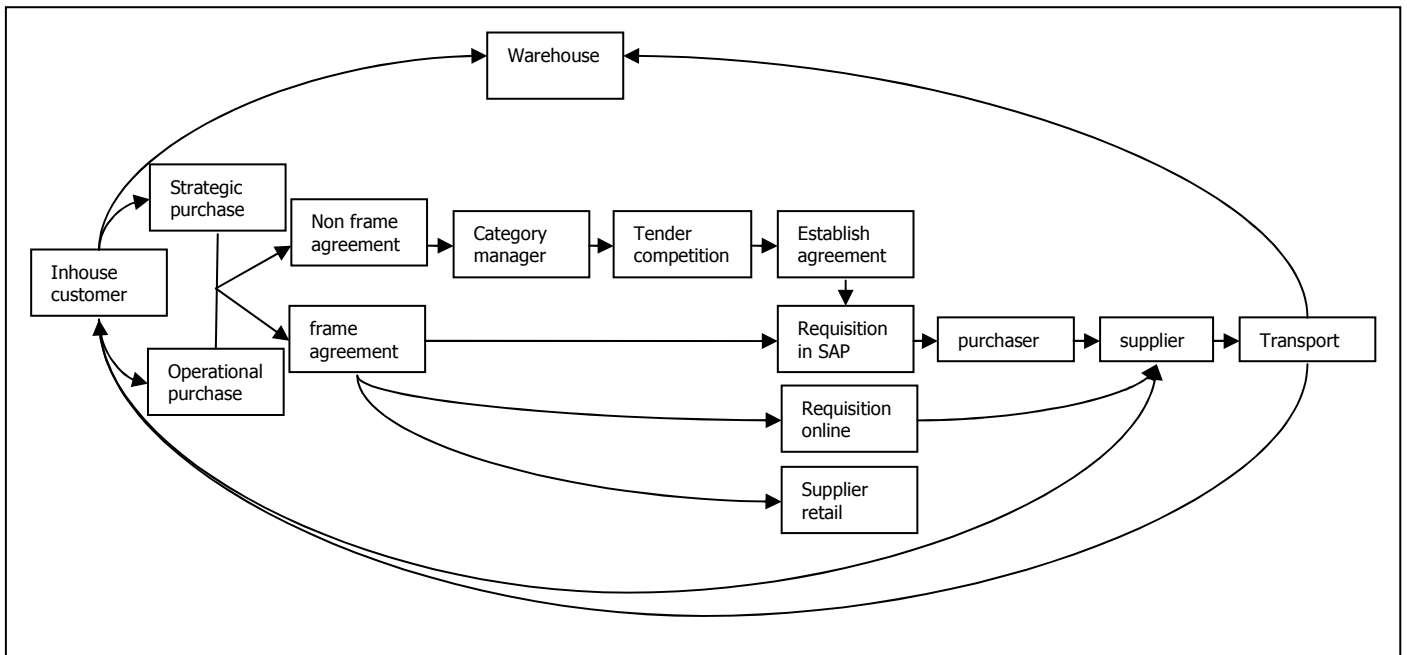 Warehouse
Strategic
purchase
Non frame
agreement
Category
manager
Tender
competition
Establish
agreement
Inhouse
customer
frame
agreement
Requisition
in SAP
purchaser
supplier
Transport
Operational
purchase
Requisition
online
Supplier
retail